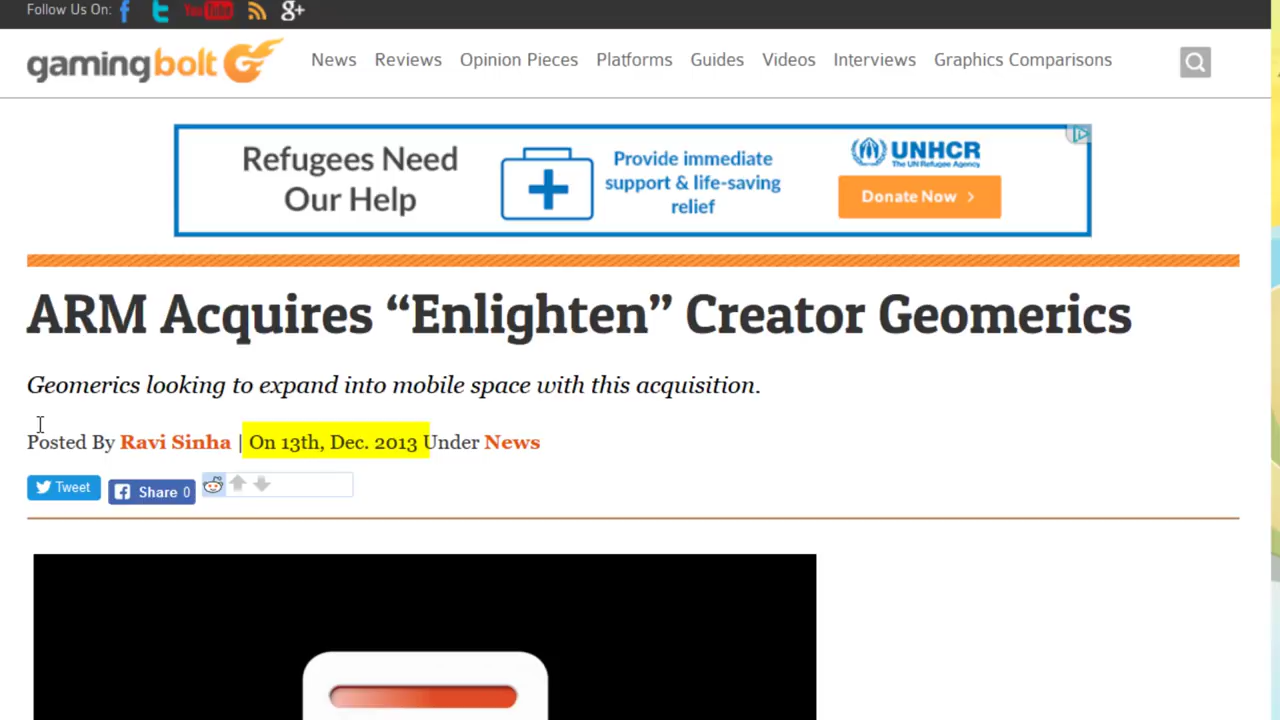 Follow Us On: YouTube g+
gamingbolt News Reviews Opinion Pieces Platforms Guides Videos Interviews Graphics Comparisons
Refugees Need
Our Help
Provide immediate
support & life-saving
relief
UNHCR
The UN Refugee Agency
Donate Now >
ARM Acquires “Enlighten” Creator Geomerics
Geomerics looking to expand into mobile space with this acquisition.
Posted By Ravi Sinha | On 13th, Dec. 2013 Under News
Tweet Share 0